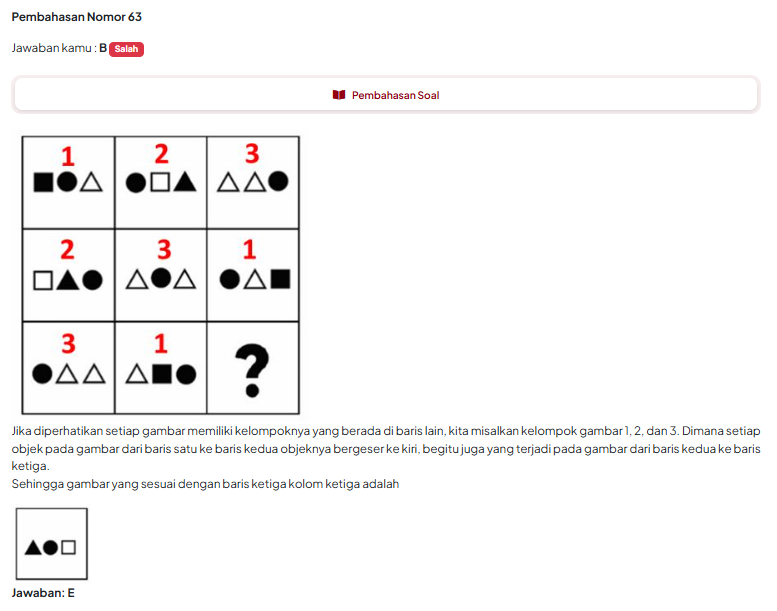 Pembahasan Nomor 63
Jawaban kamu : B Salah
Pembahasan Soal
1 2 3
2 3 1
3 1 ?
Jika diperhatikan setiap gambar memiliki kelompoknya yang berada di baris lain, kita misalkan kelompok gambar 1, 2, dan 3. Dimana setiap
objek pada gambar dari baris satu ke baris kedua objeknya bergeser ke kiri, begitu juga yang terjadi pada gambar dari baris kedua ke baris
ketiga.
Sehingga gambar yang sesuai dengan baris ketiga kolom ketiga adalah
Jawaban: E